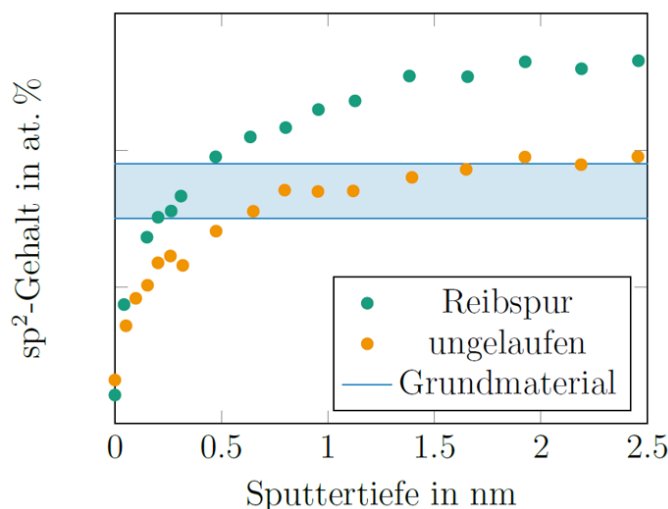 sp²-Gehalt in at. %
Reibspur
ungelaufen
Grundmaterial
0 0.5 1 1.5 2 2.5
Sputtertiefe in nm